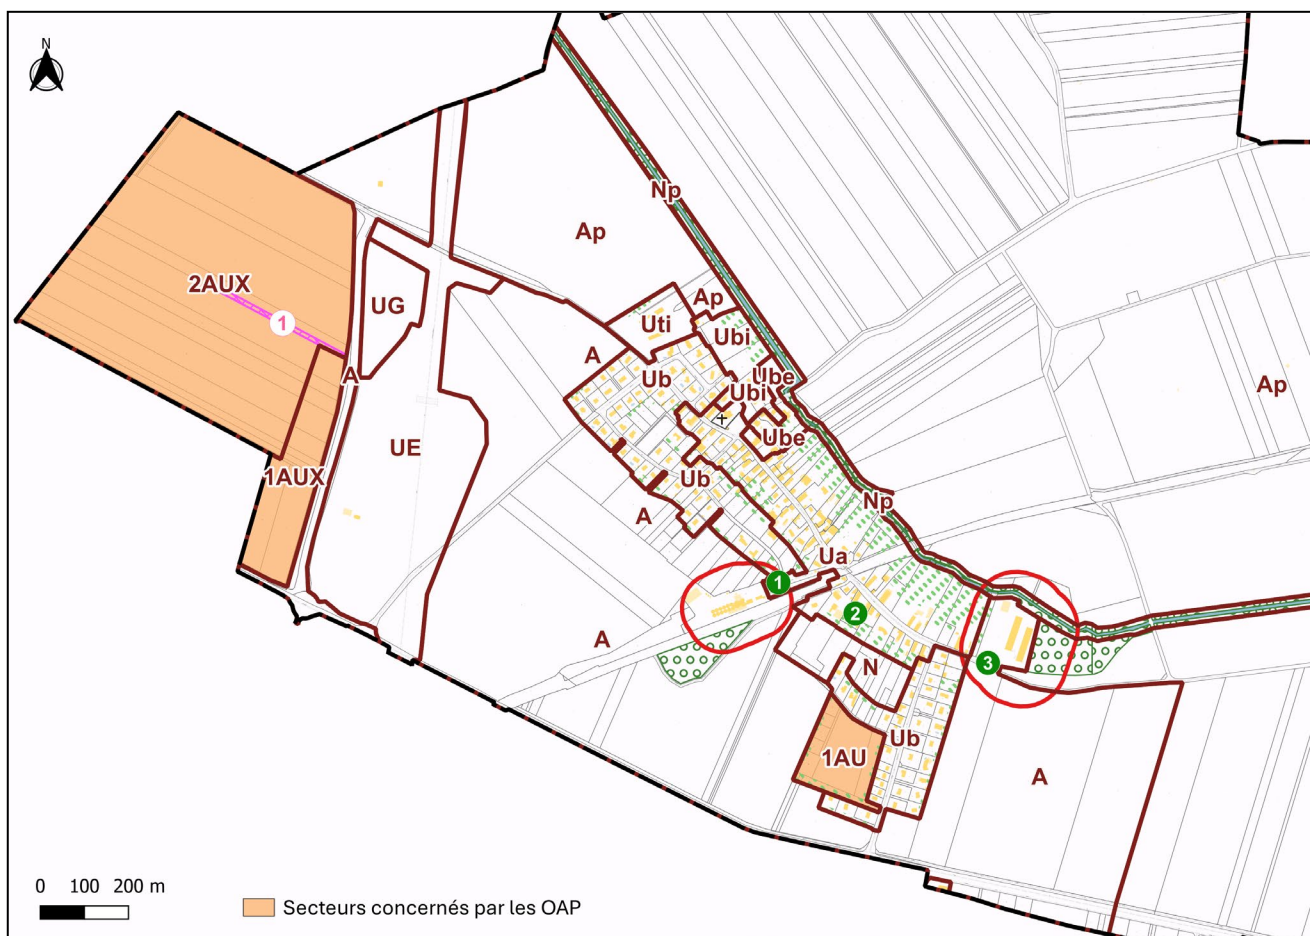 N
Np
Ap
2AUX
UG
Ap
1
Uti
Ubi
A
Ub
Ube
Ubi
A
Ap
Ube
UE
Ub
1AUX
Np
A
Ua
1
2
A
N
3
Ub
1AU
A
0 100 200 m
Secteurs concernés par les OAP